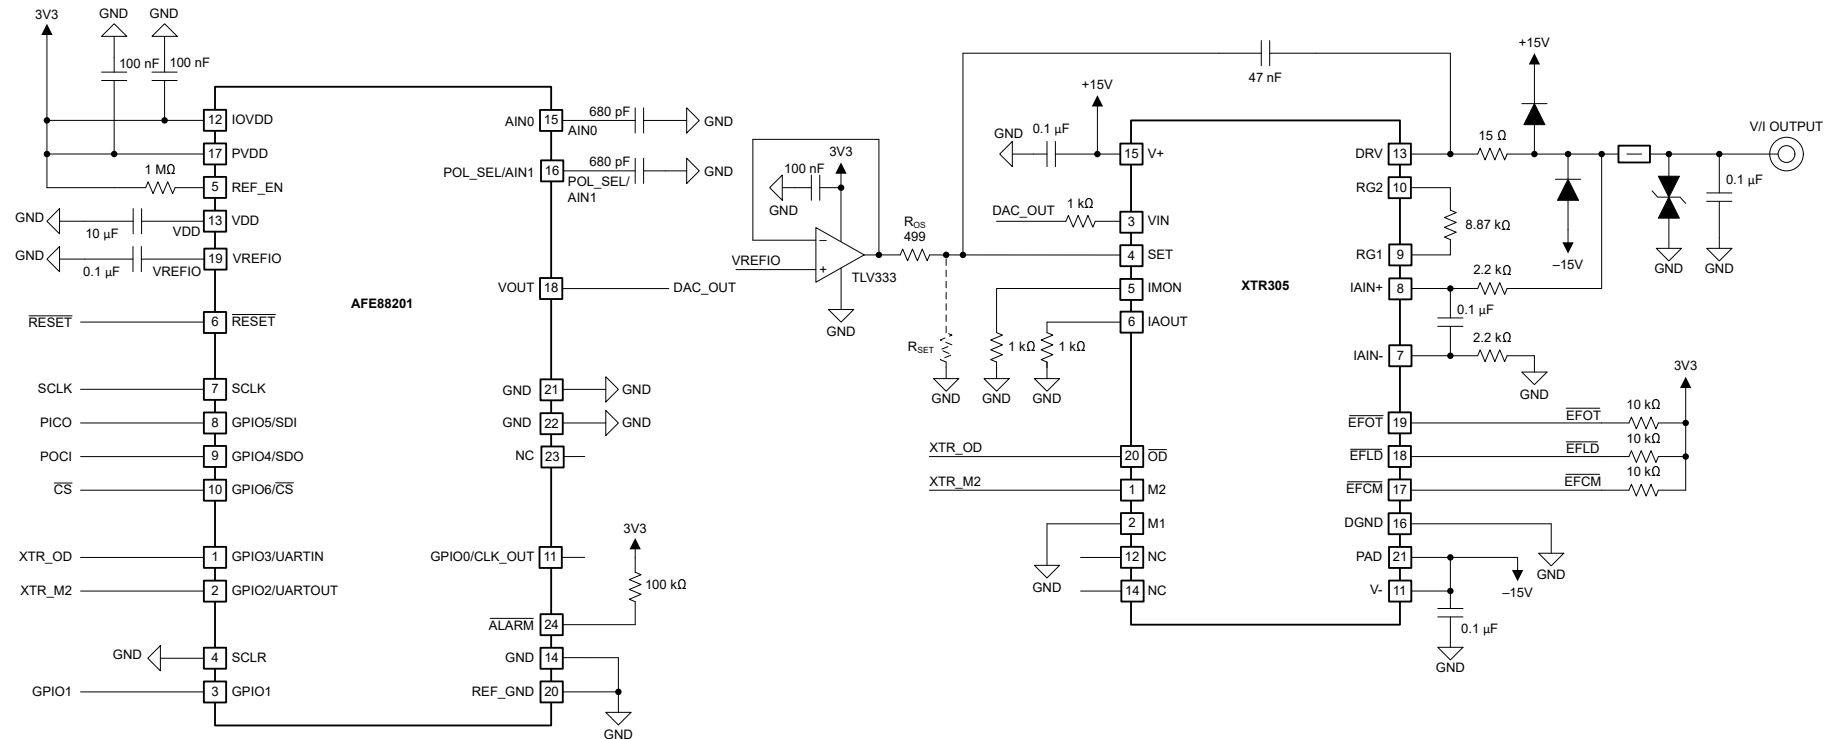 3V3
GND
GND
100 nF
100 nF
12 IOVDD
17 PVDD
1 MΩ
5 REF_EN
GND
10 µF
VDD
13 VDD
GND
0.1 µF
VREFIO
19 VREFIO
RESET
6 RESET
SCLK
7 SCLK
PICO
8 GPIO5/SDI
POCI
9 GPIO4/SDO
CS
10 GPIO6/CS
XTR_OD
1 GPIO3/UARTIN
XTR_M2
2 GPIO2/UARTOUT
GND
4 SCLR
GPIO1
3 GPIO1
AFE88201
AIN0 15
680 pF
AIN0
GND
POL_SEL/AIN1 16
680 pF
POL_SEL/
AIN1
GND
VOUT 18
DAC_OUT
GND 21
GND
GND 22
GND
NC 23
GPIO0/CLK_OUT 11
3V3
100 kΩ
ALARM 24
GND 14
REF_GND 20
GND
3V3
100 nF
GND
VREFIO
−
+
TLV333
GND
ROS
499
RSET
GND
47 nF
+15V
GND
0.1 µF
15 V+
DAC_OUT
1 kΩ
3 VIN
4 SET
5 IMON
6 IAOUT
1 kΩ
1 kΩ
GND
GND
XTR_OD
20 OD
XTR_M2
1 M2
2 M1
12 NC
14 NC
GND
XTR305
DRV 13
15 Ω
+15V
–15V
V/I OUTPUT
0.1 µF
GND
GND
RG2 10
8.87 kΩ
RG1 9
2.2 kΩ
IAIN+ 8
0.1 µF
2.2 kΩ
IAIN- 7
GND
3V3
EFOT 19
EFOT
10 kΩ
EFLD 18
EFLD
10 kΩ
EFCM 17
EFCM
10 kΩ
DGND 16
GND
PAD 21
–15V
V- 11
0.1 µF
GND